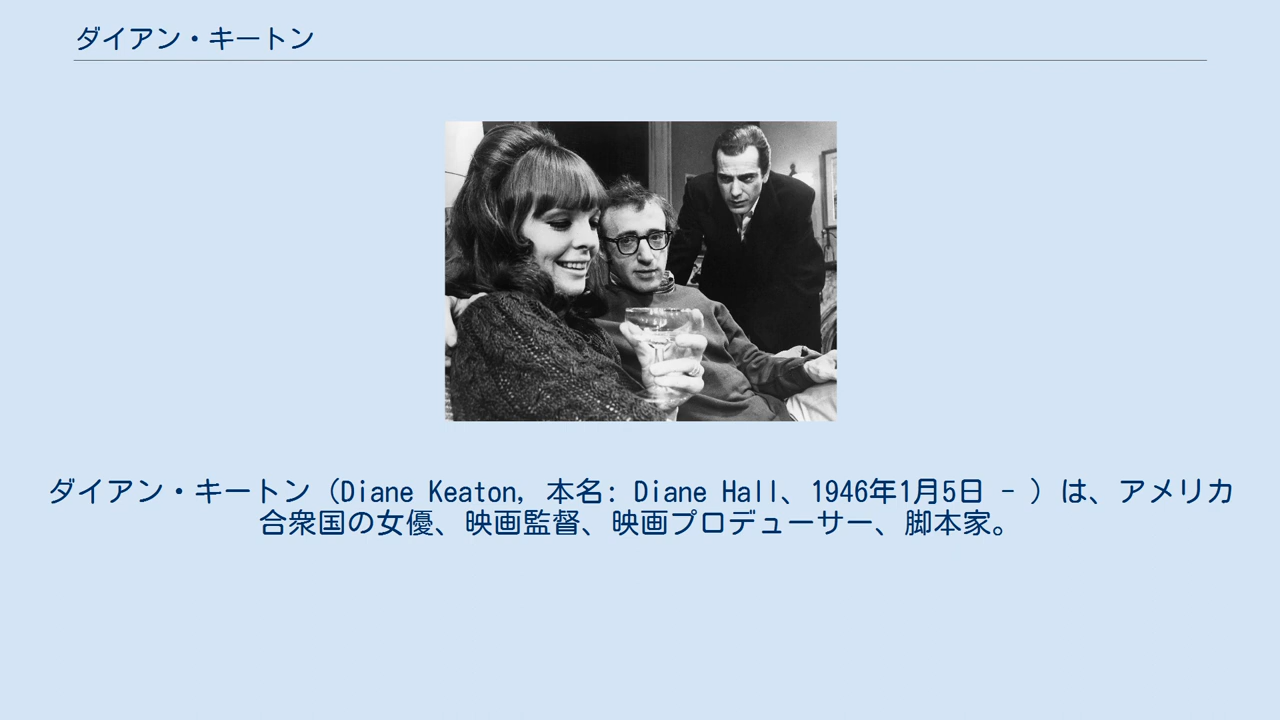 ダイアン・キートン
ダイアン・キートン（Diane Keaton, 本名: Diane Hall、1946年1月5日 - ）は、アメリカ
合衆国の女優、映画監督、映画プロデューサー、脚本家。